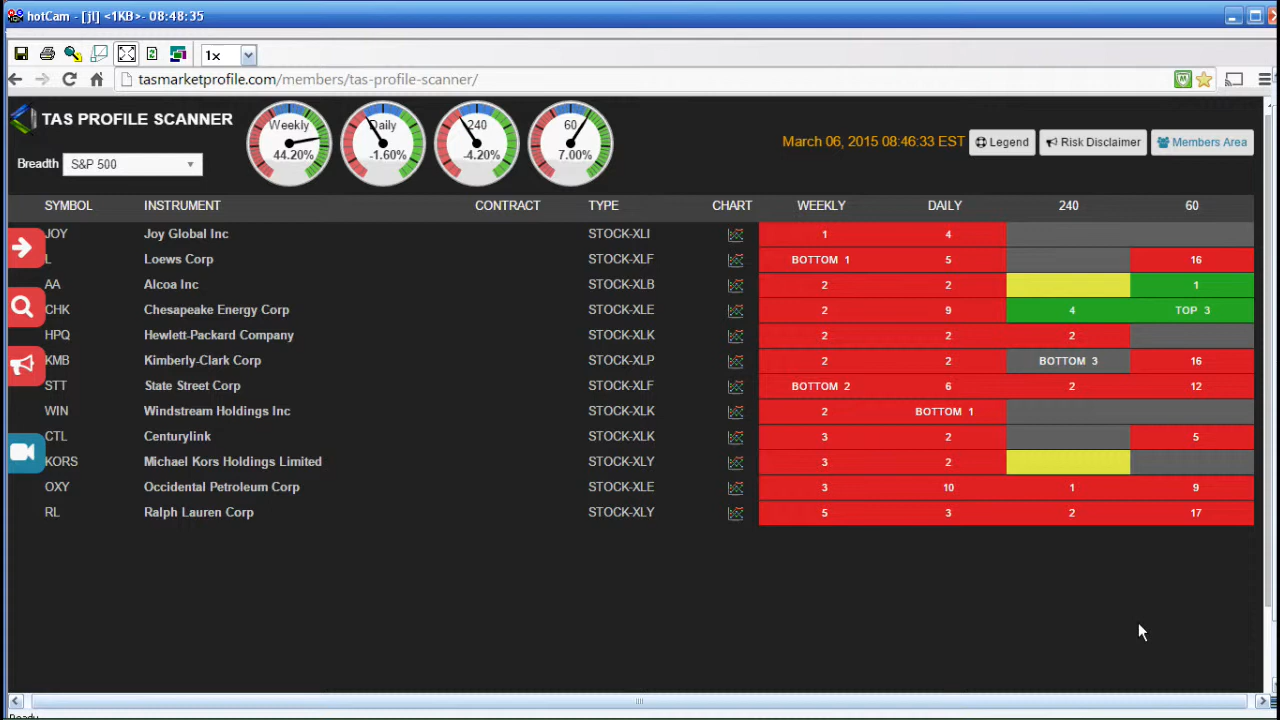 hotCam - [jl] <1KB>- 08:48:35
1x
tasmarketprofile.com/members/tas-profile-scanner/
TAS PROFILE SCANNER
Breadth S&P 500
Weekly 44.20%
Daily -1.60%
240 -4.20%
60 7.00%
March 06, 2015 08:46:33 EST Legend Risk Disclaimer Members Area
SYMBOL INSTRUMENT CONTRACT TYPE CHART WEEKLY DAILY 240 60
JOY Joy Global Inc STOCK-XLI 1 4
L Loews Corp STOCK-XLF BOTTOM 1 5 16
AA Alcoa Inc STOCK-XLB 2 2 1
CHK Chesapeake Energy Corp STOCK-XLE 2 9 4 TOP 3
HPQ Hewlett-Packard Company STOCK-XLK 2 2 2
KMB Kimberly-Clark Corp STOCK-XLP 2 2 BOTTOM 3 16
STT State Street Corp STOCK-XLF BOTTOM 2 6 2 12
WIN Windstream Holdings Inc STOCK-XLK 2 BOTTOM 1
CTL Centurylink STOCK-XLK 3 2 5
KORS Michael Kors Holdings Limited STOCK-XLY 3 2
OXY Occidental Petroleum Corp STOCK-XLE 3 10 1 9
RL Ralph Lauren Corp STOCK-XLY 5 3 2 17
Ready